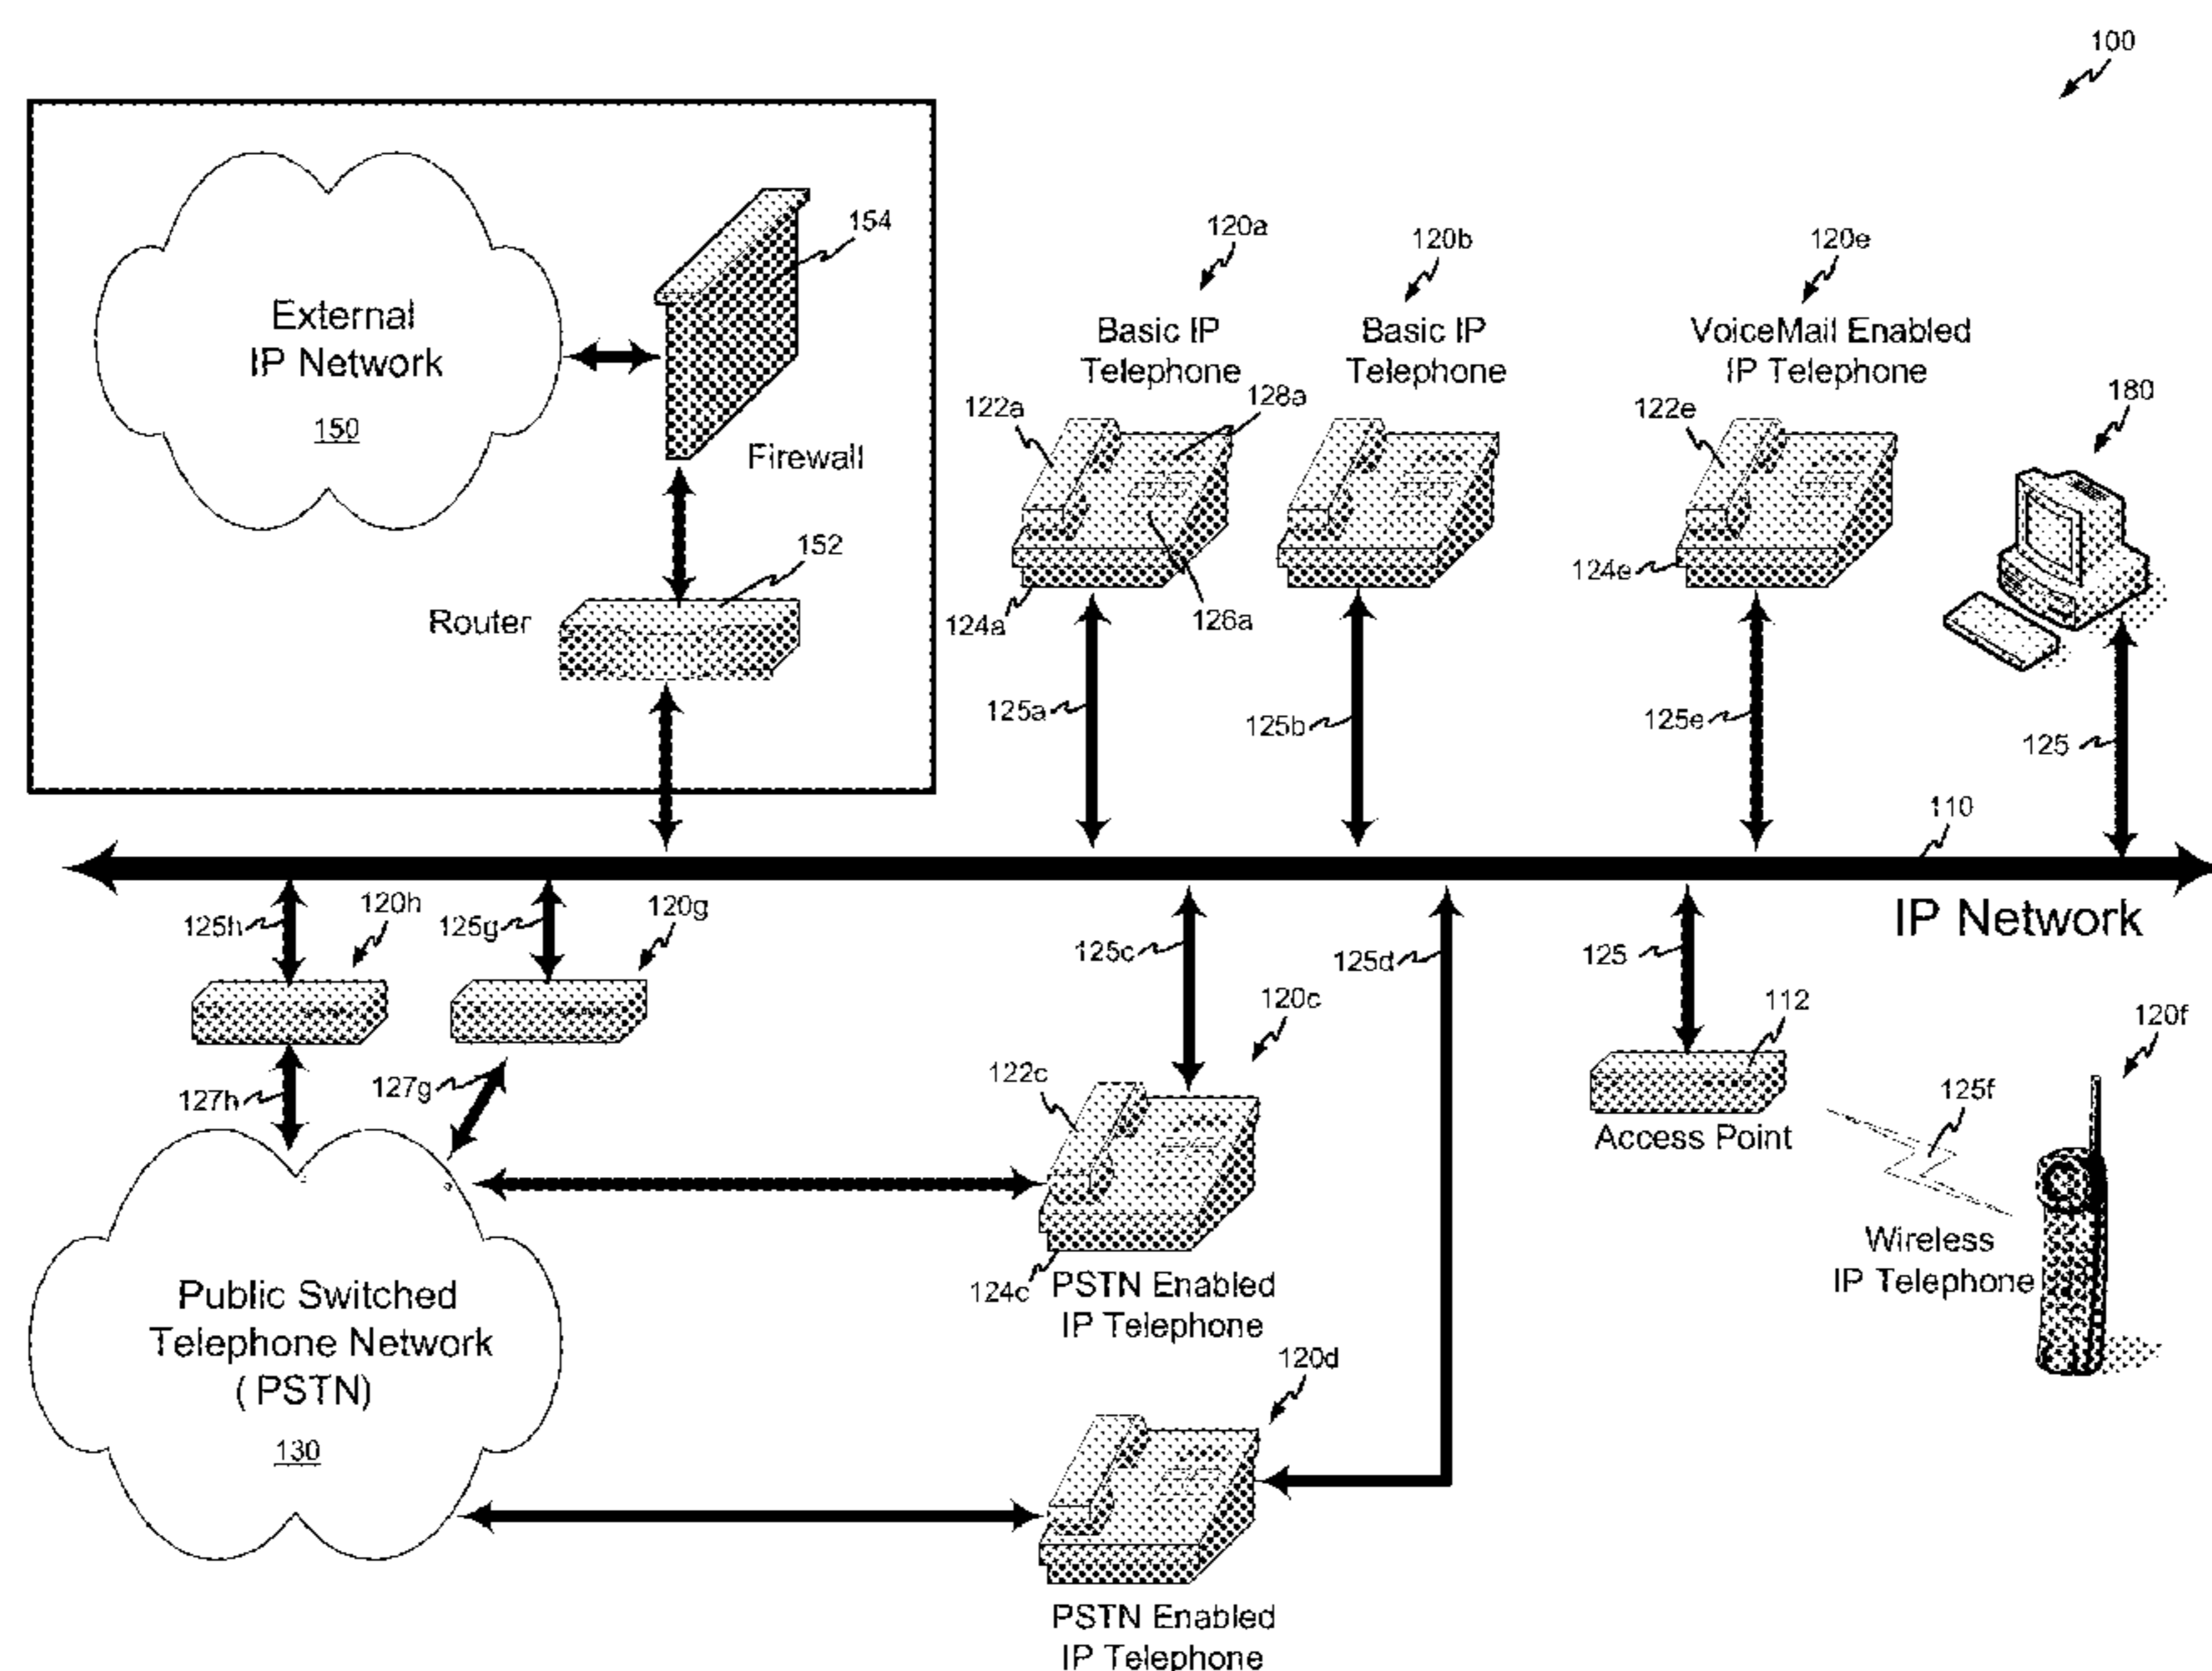 100
External
IP Network
150
154
Firewall
152
Router
120a
Basic IP
Telephone
122a
128a
124a
126a
125a
120b
Basic IP
Telephone
125b
120e
VoiceMail Enabled
IP Telephone
122e
124e
125e
180
125
110
IP Network
125h
120h
125g
120g
127h
127g
125c
125d
120c
122c
124c
PSTN Enabled
IP Telephone
125
112
Access Point
125f
120f
Wireless
IP Telephone
Public Switched
Telephone Network
( PSTN)
130
120d
PSTN Enabled
IP Telephone